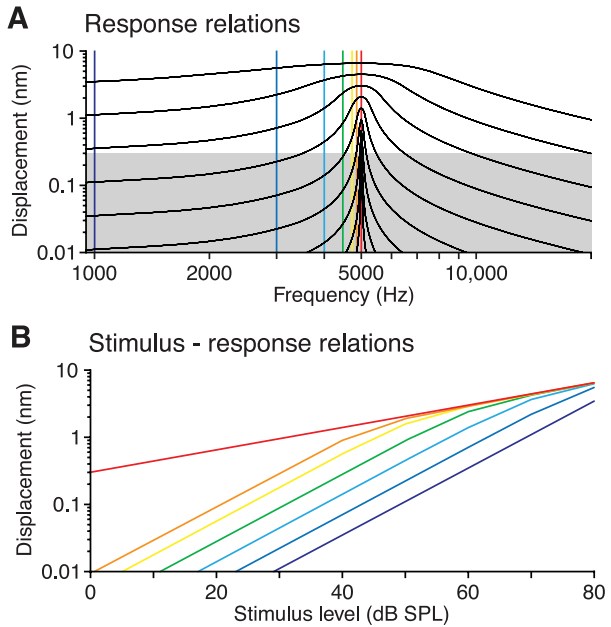 A
Response relations
Displacement (nm)
10
1
0.1
0.01
1000
2000
5000
10,000
Frequency (Hz)
B
Stimulus - response relations
Displacement (nm)
10
1
0.1
0.01
0
20
40
60
80
Stimulus level (dB SPL)